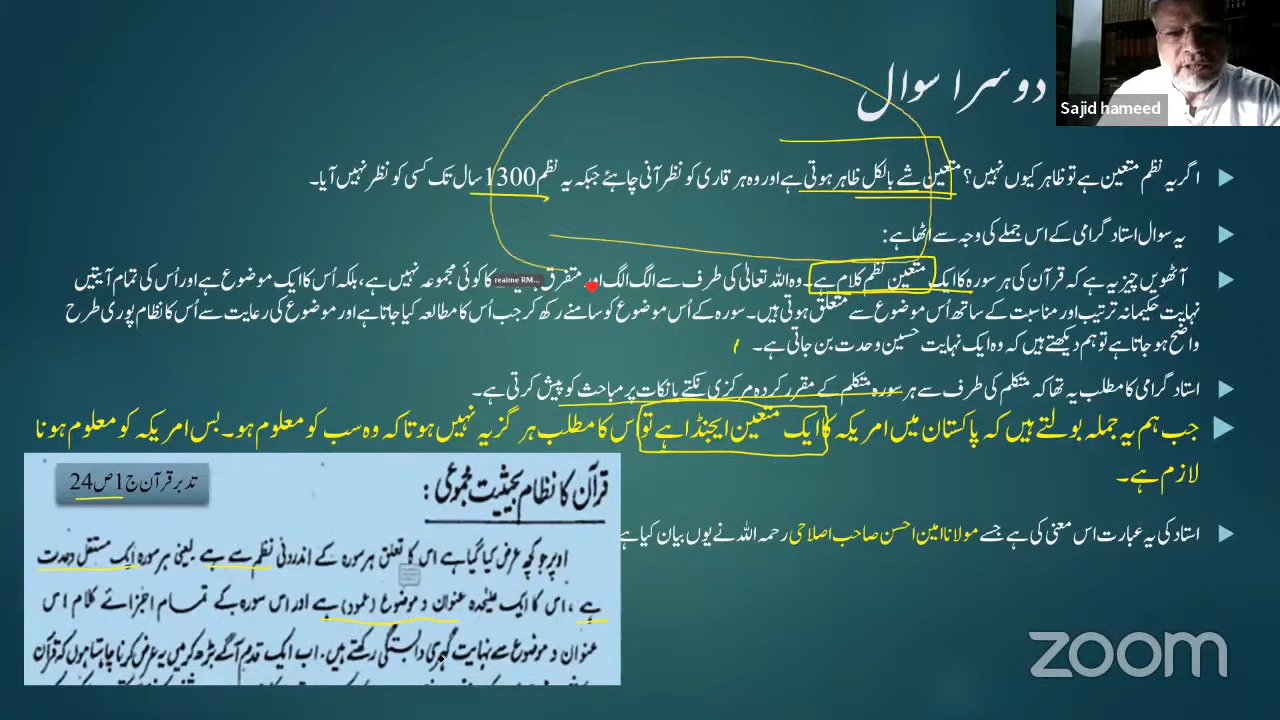 دوسرا سوال
Sajid hameed
اگر یہ نظم متعین ہے تو ظاہر کیوں نہیں؟ متعین شے بالکل ظاہر ہوتی ہے اور وہ ہر قاری کو نظر آنی چاہئے جبکہ یہ نظم 1300 سال تک کسی کو نظر نہیں آیا۔
یہ سوال استاد گرامی کے اس جملے کی وجہ سے اٹھا ہے:
آٹھویں چیز یہ ہے کہ قرآن کی ہر سورہ کا ایک متعین نظم کلام ہے۔ وہ اللہ تعالیٰ کی طرف سے الگ الگ اور متفرق کا کوئی مجموعہ نہیں ہے، بلکہ اُس کا ایک موضوع ہے اور اُس کی تمام آیتیں
realme RM...
نہایت حکیمانہ ترتیب اور مناسبت کے ساتھ اُس موضوع سے متعلق ہوتی ہیں۔ سورہ کے اُس موضوع کو سامنے رکھ کر جب اُس کا مطالعہ کیا جاتا ہے اور موضوع کی رعایت سے اُس کا نظام پوری طرح
واضح ہو جاتا ہے تو ہم دیکھتے ہیں کہ وہ ایک نہایت حسین وحدت بن جاتی ہے۔
استاد گرامی کا مطلب یہ تھا کہ متکلم کی طرف سے ہر سورہ متکلم کے مقرر کردہ مرکزی نکتے یا نکات پر مباحث کو پیش کرتی ہے۔
جب ہم یہ جملہ بولتے ہیں کہ پاکستان میں امریکہ کا ایک متعین ایجنڈا ہے تو اس کا مطلب ہرگز یہ نہیں ہوتا کہ وہ سب کو معلوم ہو۔ بس امریکہ کو معلوم ہونا
لازم ہے۔
استاد کی یہ عبارت اس معنی کی ہے جسے مولانا امین احسن صاحب اصلاحی رحمہ اللہ نے یوں بیان کیا ہے
تدبر قرآن ج 1 ص 24
قرآن کا نظام بحیثیت مجموعی :
اوپر جو کچھ عرض کیا گیا ہے اس کا تعلق ہر سورہ کے اندرونی نظم سے ہے یعنی ہر سورہ ایک مستقل وحدت
ہے، اس کا ایک علیحدہ عنوان و موضوع (عمود) ہے اور اس سورہ کے تمام اجزائے کلام اس
عنوان و موضوع سے نہایت گہری وابستگی رکھتے ہیں۔ اب ایک قدم آگے بڑھ کر میں یہ عرض کرنا چاہتا ہوں کہ قرآن
zoom